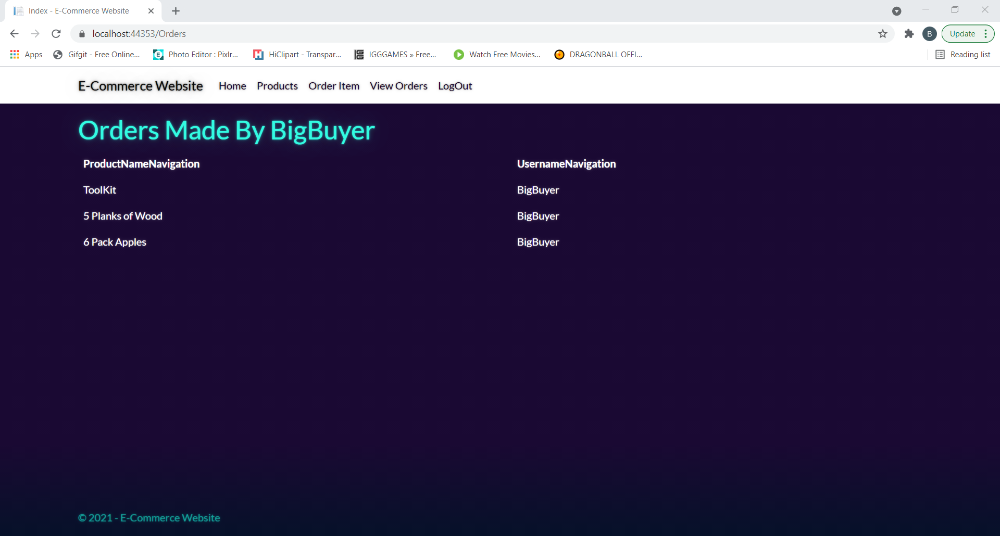 Index - E-Commerce Website
localhost:44353/Orders
B
Update
Apps
Gifgit - Free Online...
Photo Editor : Pixlr...
HiClipart - Transpar...
IGGGAMES » Free...
Watch Free Movies...
DRAGONBALL OFFI...
Reading list
E-Commerce Website Home Products Order Item View Orders LogOut
Orders Made By BigBuyer
ProductNameNavigation UsernameNavigation
ToolKit BigBuyer
5 Planks of Wood BigBuyer
6 Pack Apples BigBuyer
© 2021 - E-Commerce Website